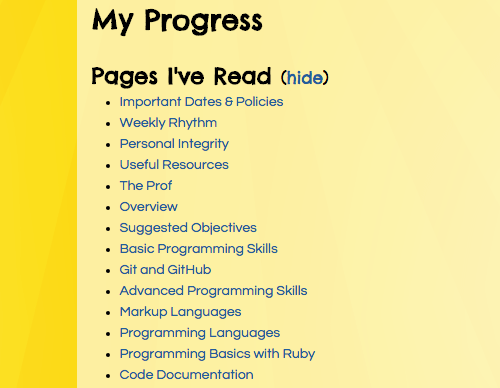 My Progress
Pages I've Read (hide)
Important Dates & Policies
Weekly Rhythm
Personal Integrity
Useful Resources
The Prof
Overview
Suggested Objectives
Basic Programming Skills
Git and GitHub
Advanced Programming Skills
Markup Languages
Programming Languages
Programming Basics with Ruby
Code Documentation